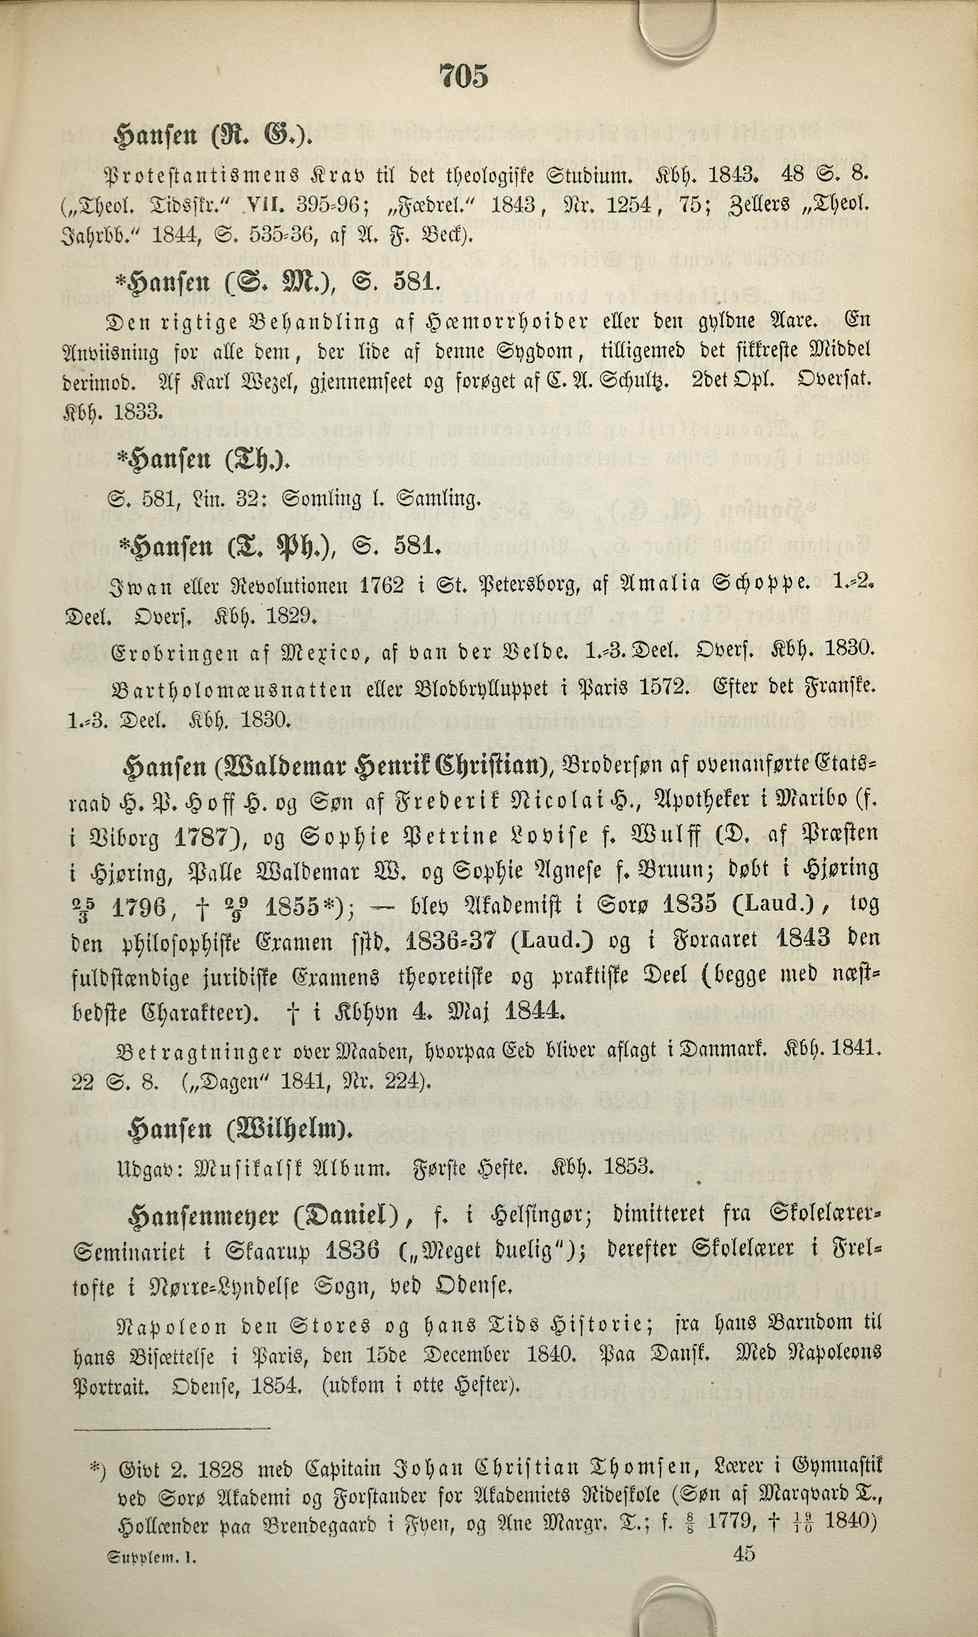 705
Hansen (R. G.).
Protestantismens Krav til det theologiske Studium. Kbh. 1843. 48 S. 8.
(„Theol. Tidsskr.“ VII. 395=96; „Fædrel.“ 1843, Nr. 1254, 75; Zellers „Theol.
Jahrbb.“ 1844, S. 535=36, af A. F. Beck).
*Hansen (S. M.), S. 581.
Den rigtige Behandling af Hæmorrhoider eller den gyldne Aare. En
Anviisning for alle dem, der lide af denne Sygdom, tilligemed det sikkreste Middel
derimod. Af Karl Wezel, gjennemseet og forøget af C. A. Schultz. 2det Opl. Oversat.
Kbh. 1833.
*Hansen (Th.).
S. 581, Lin. 32: Somling l. Samling.
*Hansen (T. Ph.), S. 581.
Iwan eller Revolutionen 1762 i St. Petersborg, af Amalia Schoppe. 1.=2.
Deel. Overs. Kbh. 1829.
Erobringen af Mexico, af van der Velde. 1.=3. Deel. Overs. Kbh. 1830.
Bartholomæusnatten eller Blodbrylluppet i Paris 1572. Efter det Franske.
1.=3. Deel. Kbh. 1830.
Hansen (Waldemar Henrik Christian), Brodersøn af ovenanførte Etats=
raad H. P. Hoff H. og Søn af Frederik Nicolai H., Apotheker i Maribo (f.
i Viborg 1787), og Sophie Petrine Lovise f. Wulff (D. af Præsten
i Hjøring, Palle Waldemar W. og Sophie Agnese f. Bruun; døbt i Hjøring
25/3 1796, † 29/9 1855*); — blev Akademist i Sorø 1835 (Laud.), tog
den philosophiske Examen sstd. 1836=37 (Laud.) og i Foraaret 1843 den
fuldstændige juridiske Examens theoretiske og praktiske Deel (begge med næst=
bedste Charakteer). † i Kbhvn 4. Maj 1844.
Betragtninger over Maaden, hvorpaa Eed bliver aflagt i Danmark. Kbh. 1841.
22 S. 8. („Dagen“ 1841, Nr. 224).
Hansen (Wilhelm).
Udgav: Musikalsk Album. Første Hefte. Kbh. 1853.
Hansenmeyer (Daniel), f. i Helsingør; dimitteret fra Skolelærer=
Seminariet i Skaarup 1836 („Meget duelig“); derefter Skolelærer i Frel=
tofte i Nørre=Lyndelse Sogn, ved Odense.
Napoleon den Stores og hans Tids Historie; fra hans Barndom til
hans Bisættelse i Paris, den 15de December 1840. Paa Dansk. Med Napoleons
Portrait. Odense, 1854. (udkom i otte Hefter).
*) Givt 2. 1828 med Capitain Johan Christian Thomsen, Lærer i Gymnastik
ved Sorø Akademi og Forstander for Akademiets Rideskole (Søn af Marqvard T.,
Hollænder paa Brendegaard i Fyen, og Ane Margr. T.; f. 8/8 1779, † 19/10 1840)
Supplem. 1.
45